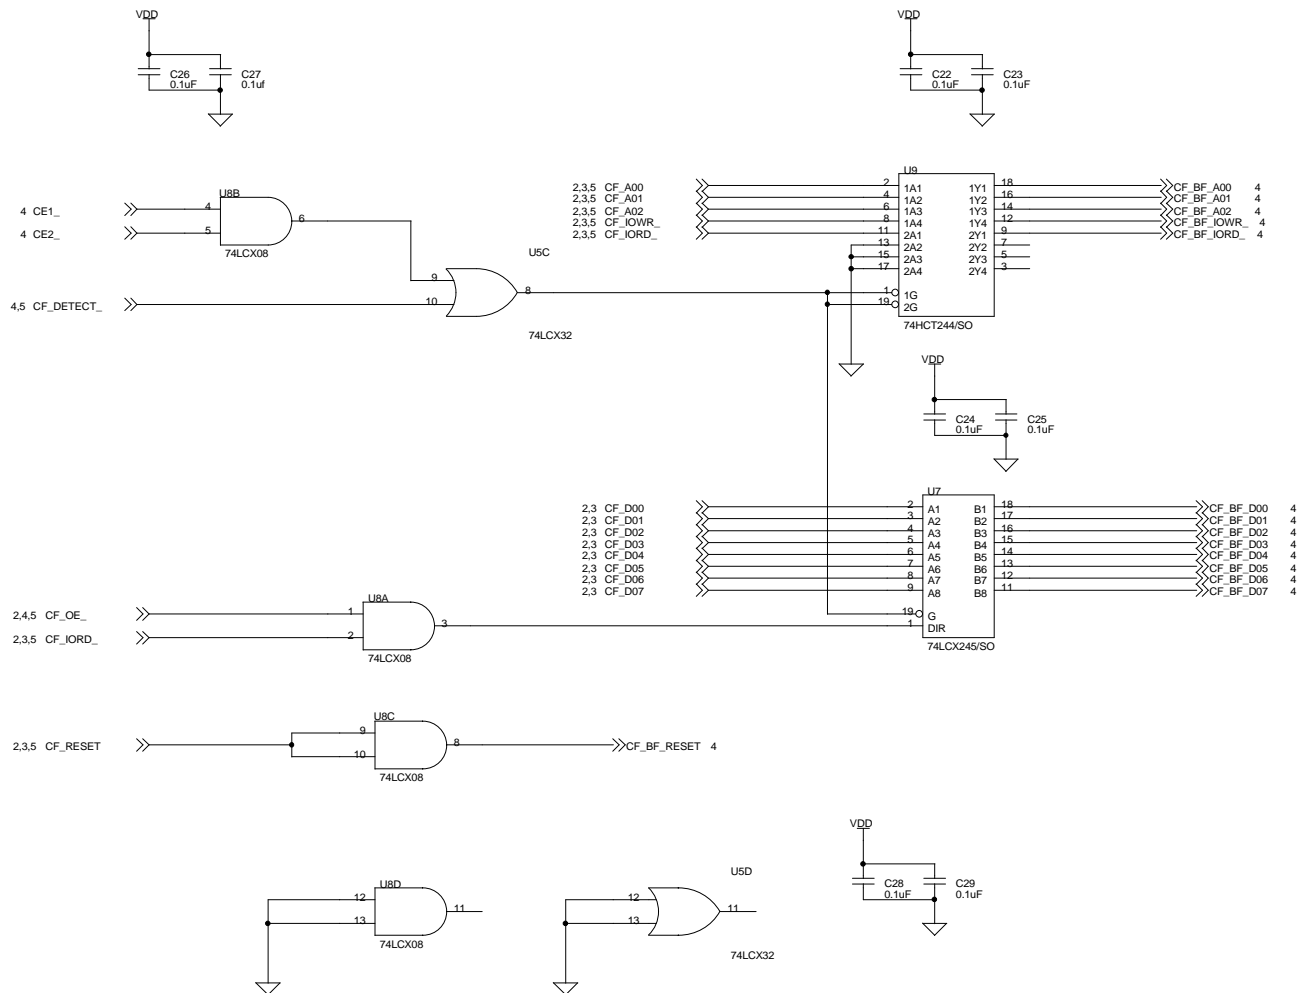 VDD
VDD
C26
0.1uF
C27
0.1uf
C22
0.1uF
C23
0.1uF
U8B
4 CE1_
4
4 CE2_
5
6
74LCX08
4,5 CF_DETECT_
U5C
9
10
8
74LCX32
U9
2,3,5 CF_A00 2 1A1 1Y1 18 CF_BF_A00 4
2,3,5 CF_A01 4 1A2 1Y2 16 CF_BF_A01 4
2,3,5 CF_A02 6 1A3 1Y3 14 CF_BF_A02 4
2,3,5 CF_IOWR_ 8 1A4 1Y4 12 CF_BF_IOWR_ 4
2,3,5 CF_IORD_ 11 2A1 2Y1 9 CF_BF_IORD_ 4
13 2A2 2Y2 7
15 2A3 2Y3 5
17 2A4 2Y4 3
1 1G
19 2G
74HCT244/SO
VDD
C24
0.1uF
C25
0.1uF
U7
2,3 CF_D00 2 A1 B1 18 CF_BF_D00 4
2,3 CF_D01 3 A2 B2 17 CF_BF_D01 4
2,3 CF_D02 4 A3 B3 16 CF_BF_D02 4
2,3 CF_D03 5 A4 B4 15 CF_BF_D03 4
2,3 CF_D04 6 A5 B5 14 CF_BF_D04 4
2,3 CF_D05 7 A6 B6 13 CF_BF_D05 4
2,3 CF_D06 8 A7 B7 12 CF_BF_D06 4
2,3 CF_D07 9 A8 B8 11 CF_BF_D07 4
19 G
1 DIR
74LCX245/SO
U8A
2,4,5 CF_OE_ 1
2,3,5 CF_IORD_ 2
3
74LCX08
U8C
9
2,3,5 CF_RESET
10
8
CF_BF_RESET 4
74LCX08
VDD
C28
0.1uF
C29
0.1uF
U8D
12
13
11
74LCX08
U5D
12
13
11
74LCX32